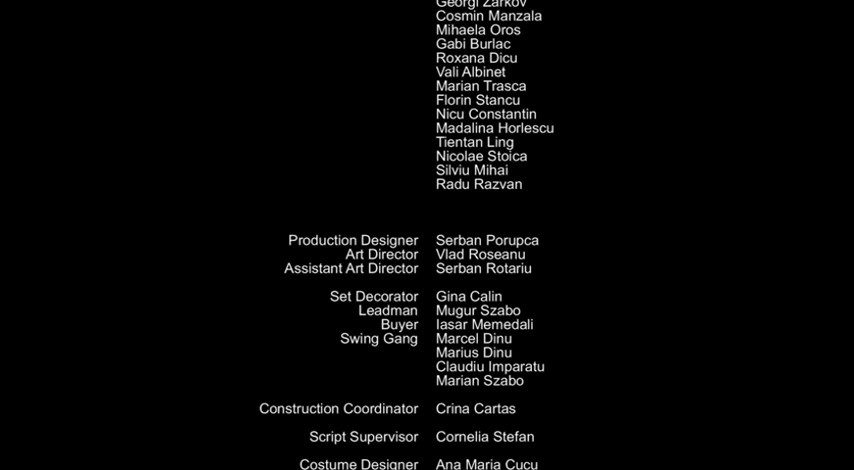 Georgi Zarkov
Cosmin Manzala
Mihaela Oros
Gabi Burlac
Roxana Dicu
Vali Albinet
Marian Trasca
Florin Stancu
Nicu Constantin
Madalina Horlescu
Tientan Ling
Nicolae Stoica
Silviu Mihai
Radu Razvan
Production Designer Serban Porupca
Art Director Vlad Roseanu
Assistant Art Director Serban Rotariu
Set Decorator Gina Calin
Leadman Mugur Szabo
Buyer Iasar Memedali
Swing Gang Marcel Dinu
Marius Dinu
Claudiu Imparatu
Marian Szabo
Construction Coordinator Crina Cartas
Script Supervisor Cornelia Stefan
Costume Designer Ana Maria Cucu